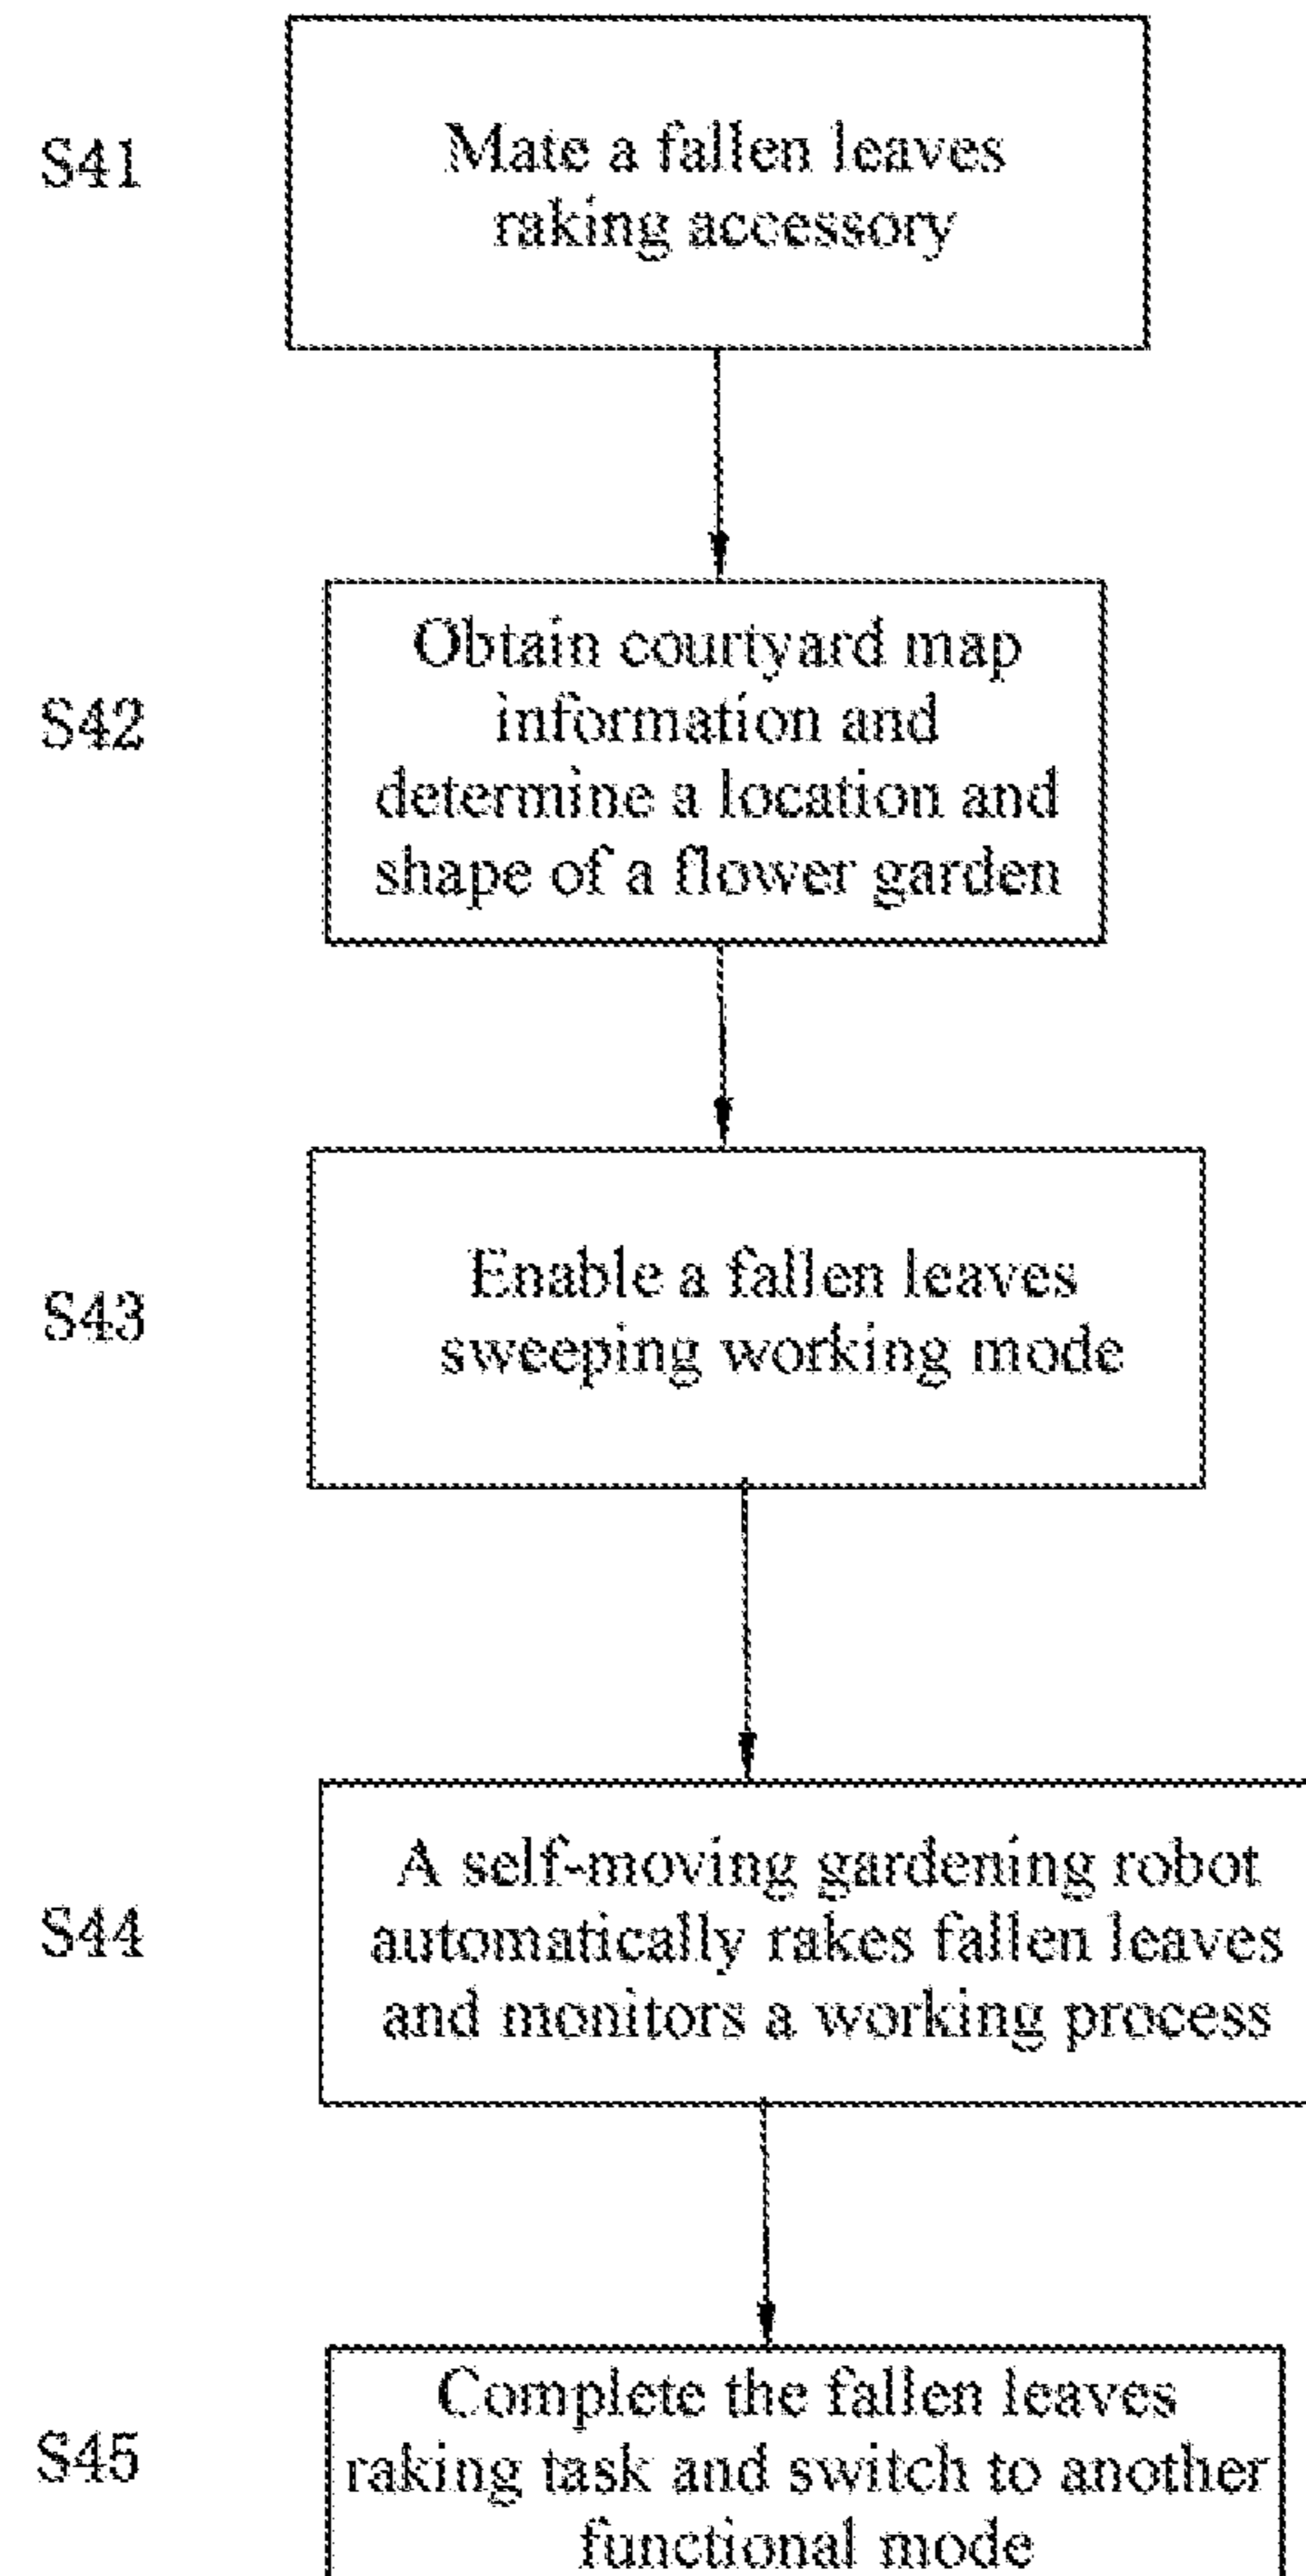 S41
Mate a fallen leaves
raking accessory
S42
Obtain courtyard map
information and
determine a location and
shape of a flower garden
S43
Enable a fallen leaves
sweeping working mode
S44
A self-moving gardening robot
automatically rakes fallen leaves
and monitors a working process
S45
Complete the fallen leaves
raking task and switch to another
functional mode